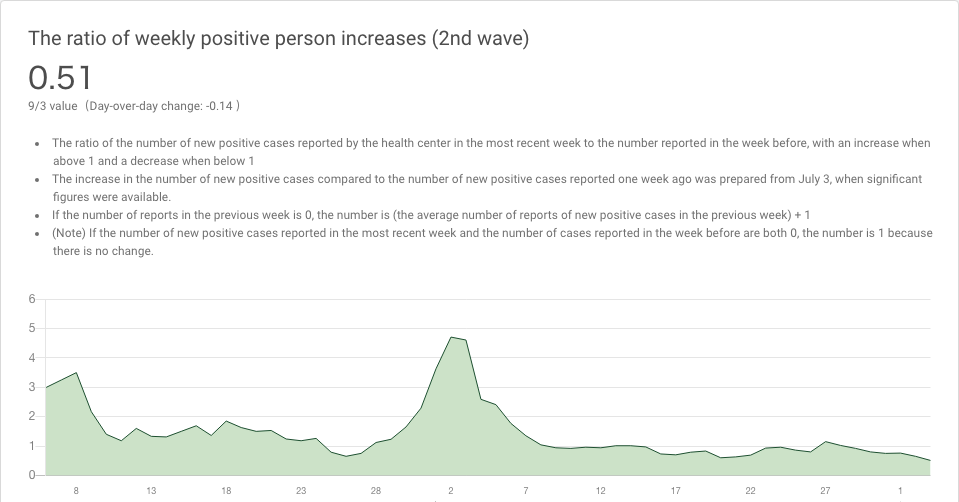 The ratio of weekly positive person increases (2nd wave)
0.51
9/3 value （Day-over-day change: -0.14 ）
• The ratio of the number of new positive cases reported by the health center in the most recent week to the number reported in the week before, with an increase when
above 1 and a decrease when below 1
• The increase in the number of new positive cases compared to the number of new positive cases reported one week ago was prepared from July 3, when significant
figures were available.
• If the number of reports in the previous week is 0, the number is (the average number of reports of new positive cases in the previous week) + 1
• (Note) If the number of new positive cases reported in the most recent week and the number of cases reported in the week before are both 0, the number is 1 because
there is no change.
6
5
4
3
2
1
0
8 13 18 23 28 2 7 12 17 22 27 1